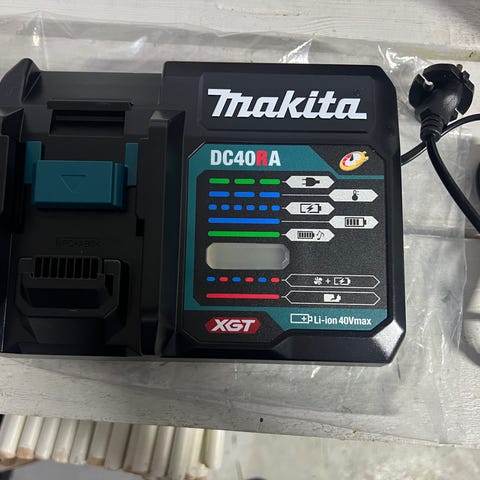 makita
DC40RA
XGT
Li-ion 40Vmax